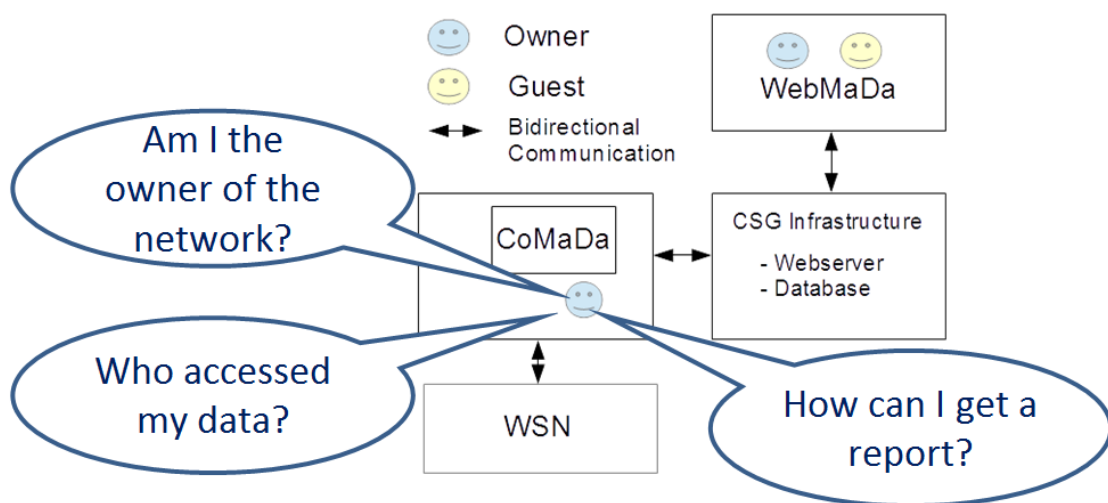 Owner
Guest
Bidirectional
Communication
WebMaDa
Am I the
owner of the
network?
CoMaDa
CSG Infrastructure
- Webserver
- Database
Who accessed
my data?
WSN
How can I get a
report?